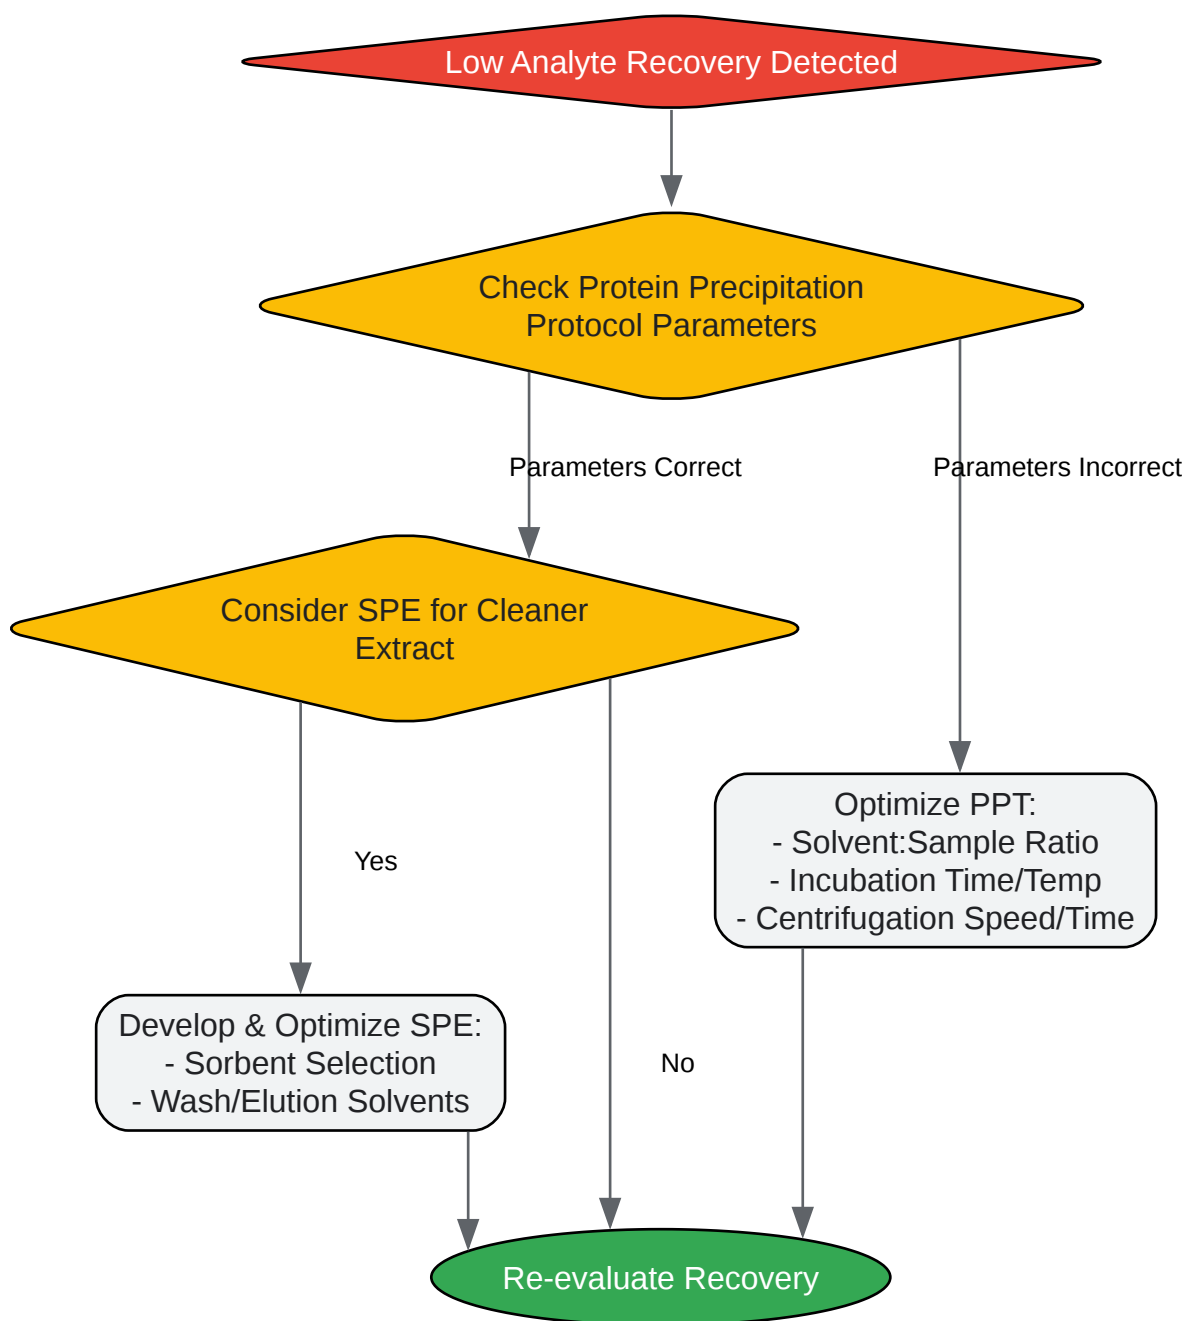 Low Analyte Recovery Detected
Check Protein Precipitation
Protocol Parameters
Parameters Correct
Parameters Incorrect
Consider SPE for Cleaner
Extract
Optimize PPT:
- Solvent:Sample Ratio
- Incubation Time/Temp
- Centrifugation Speed/Time
Yes
Develop & Optimize SPE:
- Sorbent Selection
- Wash/Elution Solvents
No
Re-evaluate Recovery